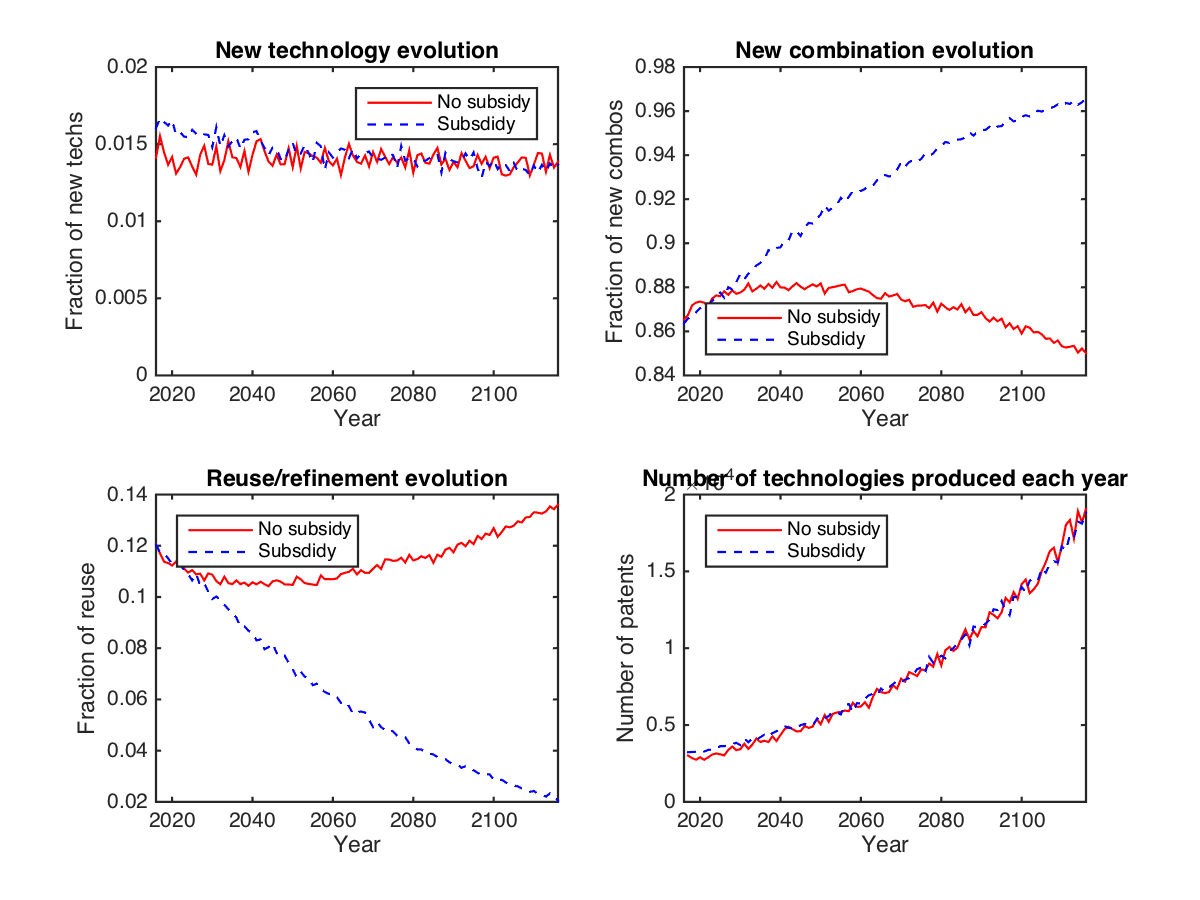 New technology evolution
0.02
0.015
0.01
0.005
0
Fraction of new techs
No subsidy
Subsdidy
2020 2040 2060 2080 2100
Year
New combination evolution
0.98
0.96
0.94
0.92
0.9
0.88
0.86
0.84
Fraction of new combos
No subsidy
Subsdidy
2020 2040 2060 2080 2100
Year
Reuse/refinement evolution
0.14
0.12
0.1
0.08
0.06
0.04
0.02
Fraction of reuse
No subsidy
Subsdidy
2020 2040 2060 2080 2100
Year
Number of technologies produced each year
×10⁴
2
1.5
1
0.5
0
Number of patents
No subsidy
Subsdidy
2020 2040 2060 2080 2100
Year